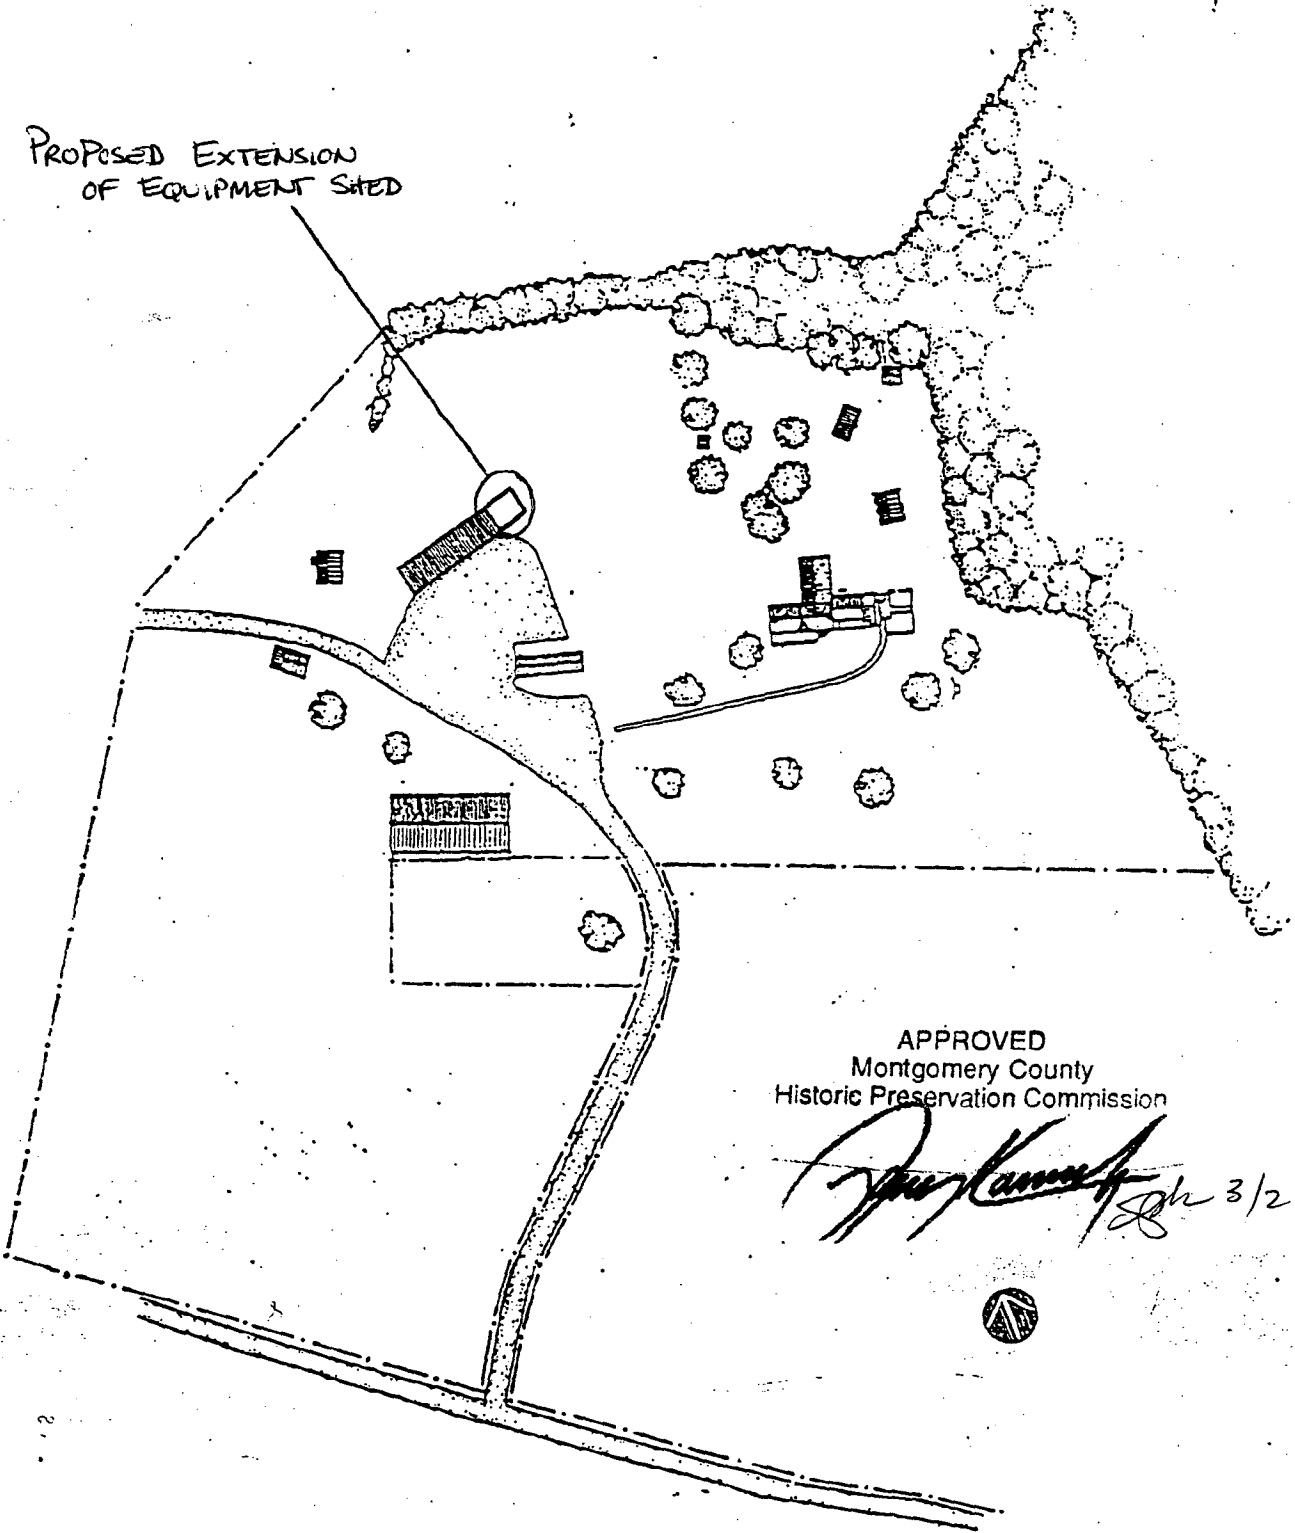 PROPOSED EXTENSION
OF EQUIPMENT SHED
APPROVED
Montgomery County
Historic Preservation Commission
3/2